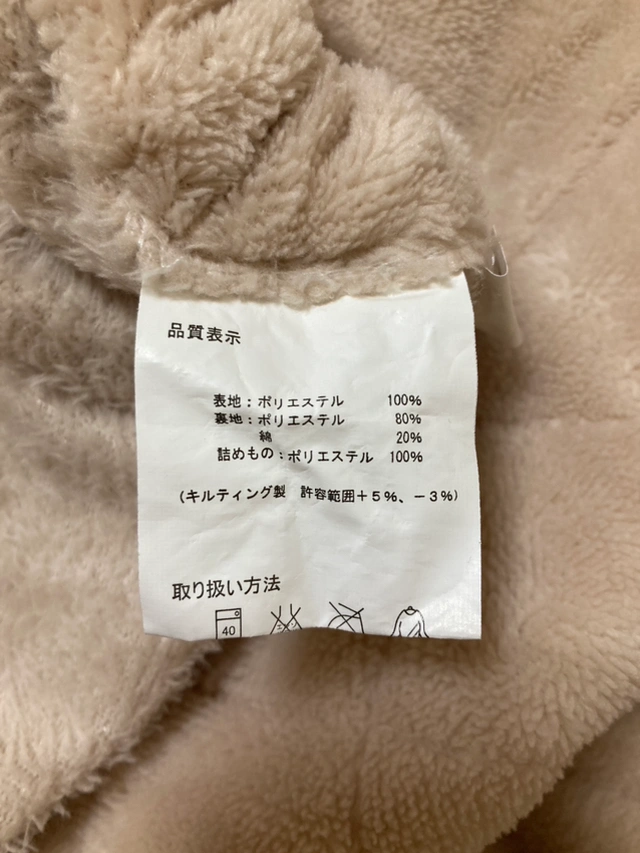 品質表示
表地：ポリエステル 100%
裏地：ポリエステル 80%
綿 20%
詰めもの：ポリエステル 100%
（キルティング製 許容範囲＋5%、－3%）
取り扱い方法
40